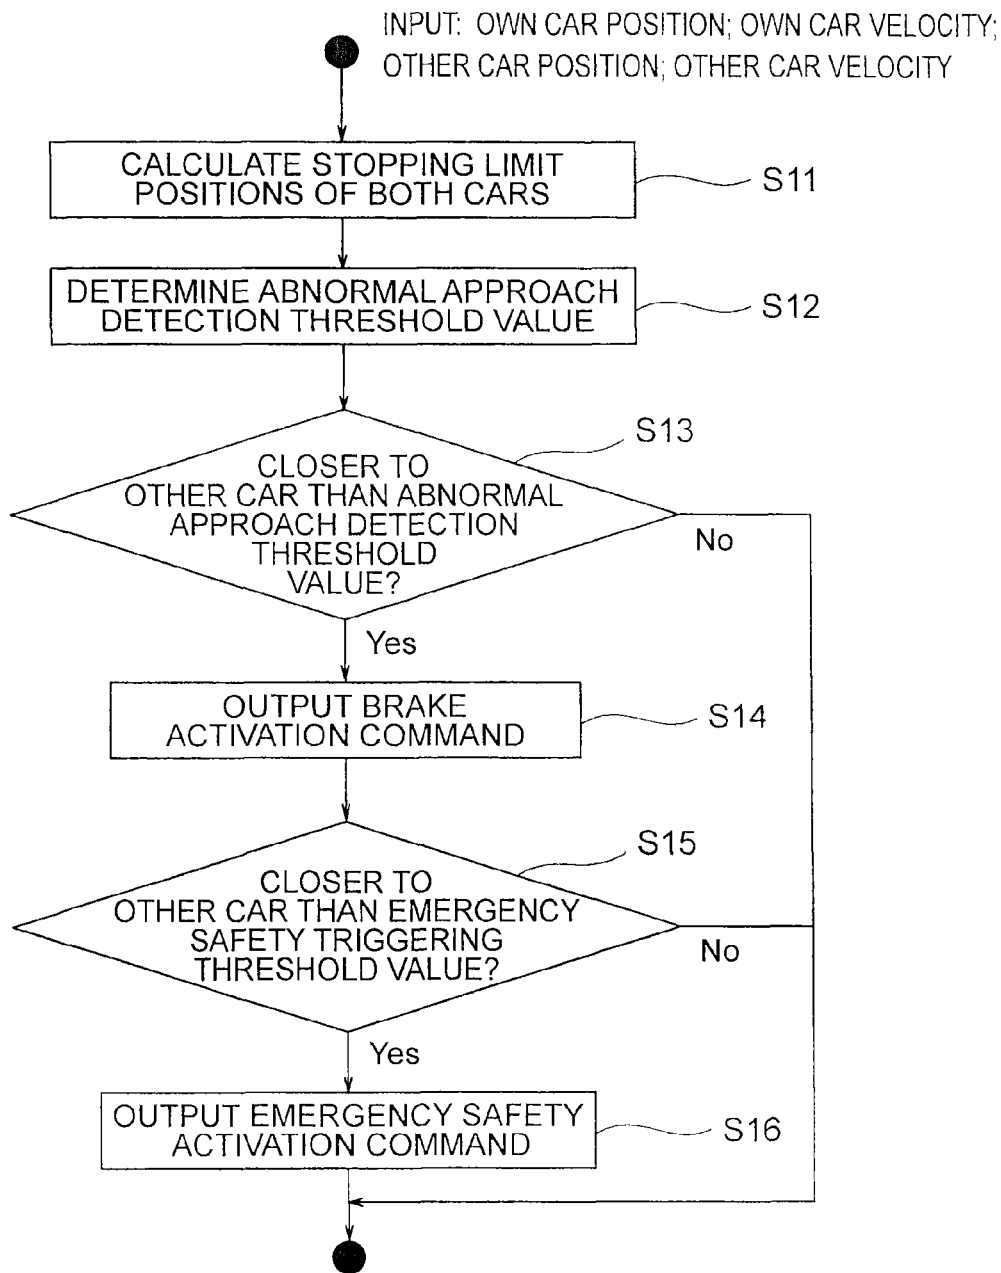 INPUT: OWN CAR POSITION; OWN CAR VELOCITY;
OTHER CAR POSITION; OTHER CAR VELOCITY
CALCULATE STOPPING LIMIT
POSITIONS OF BOTH CARS
S11
DETERMINE ABNORMAL APPROACH
DETECTION THRESHOLD VALUE
S12
S13
CLOSER TO
OTHER CAR THAN ABNORMAL
APPROACH DETECTION
THRESHOLD
VALUE?
No
Yes
OUTPUT BRAKE
ACTIVATION COMMAND
S14
S15
CLOSER TO
OTHER CAR THAN EMERGENCY
SAFETY TRIGGERING
THRESHOLD VALUE?
No
Yes
OUTPUT EMERGENCY SAFETY
ACTIVATION COMMAND
S16